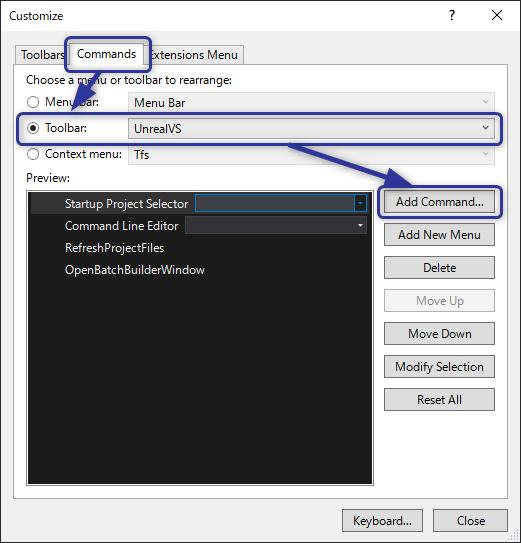 Customize
Toolbars Commands Extensions Menu
Choose a menu or toolbar to rearrange:
Menu bar: Menu Bar
Toolbar: UnrealVS
Context menu: Tfs
Preview:
Startup Project Selector
Command Line Editor
RefreshProjectFiles
OpenBatchBuilderWindow
Add Command...
Add New Menu
Delete
Move Up
Move Down
Modify Selection
Reset All
Keyboard... Close